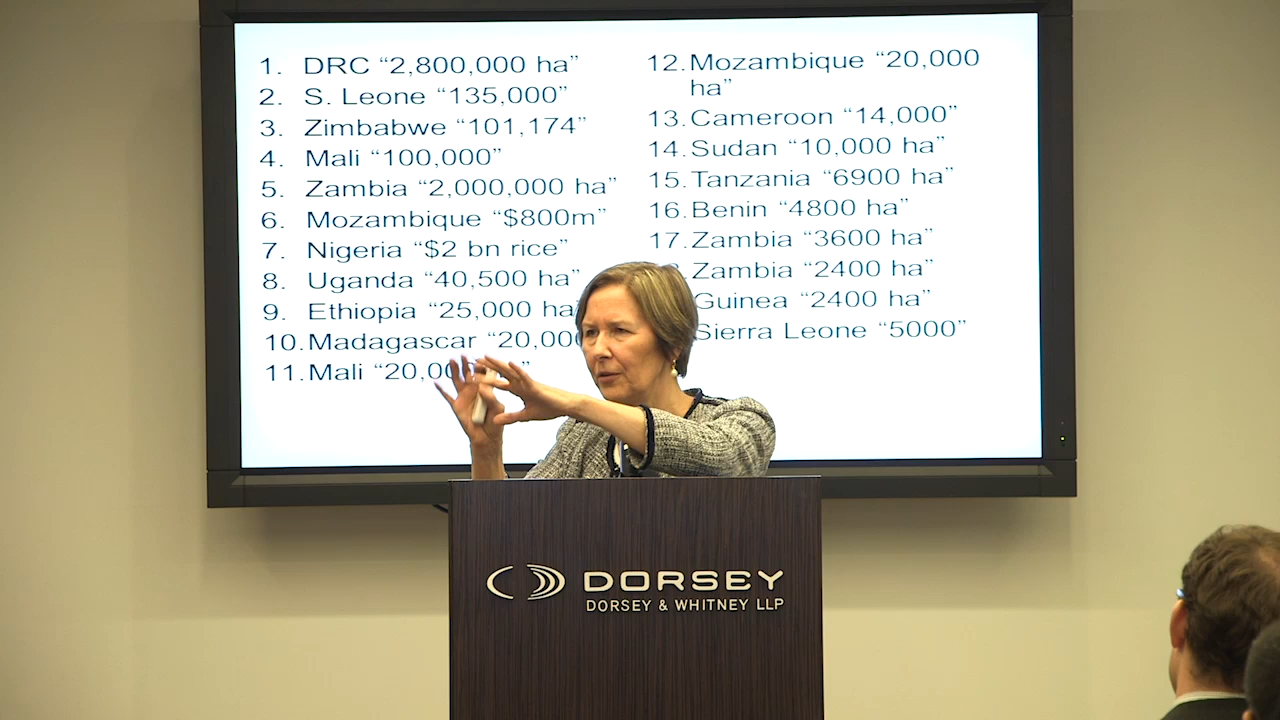 1. DRC “2,800,000 ha”
2. S. Leone “135,000”
3. Zimbabwe “101,174”
4. Mali “100,000”
5. Zambia “2,000,000 ha”
6. Mozambique “$800m”
7. Nigeria “$2 bn rice”
8. Uganda “40,500 ha”
9. Ethiopia “25,000 ha
10. Madagascar
11. Mali
12. Mozambique “20,000
ha”
13. Cameroon “14,000”
14. Sudan “10,000 ha”
15. Tanzania “6900 ha”
16. Benin “4800 ha”
17. Zambia “3600 ha”
Zambia “2400 ha”
Guinea “2400 ha”
Sierra Leone “5000”
DORSEY
DORSEY & WHITNEY LLP